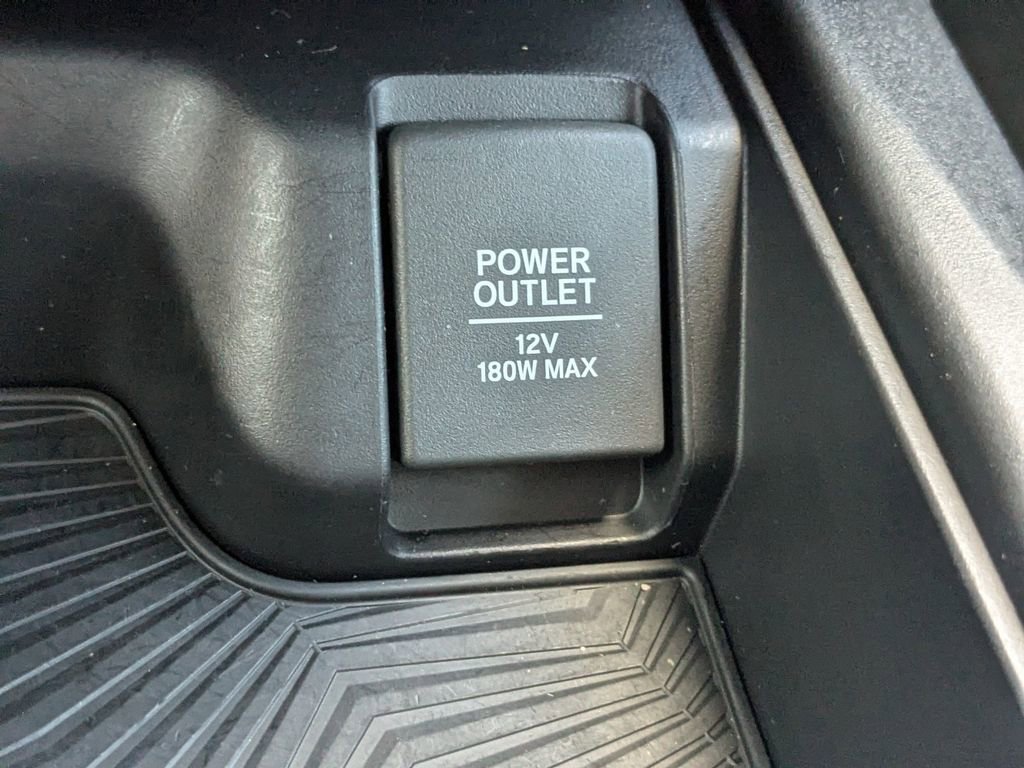 POWER
OUTLET
12V
180W MAX